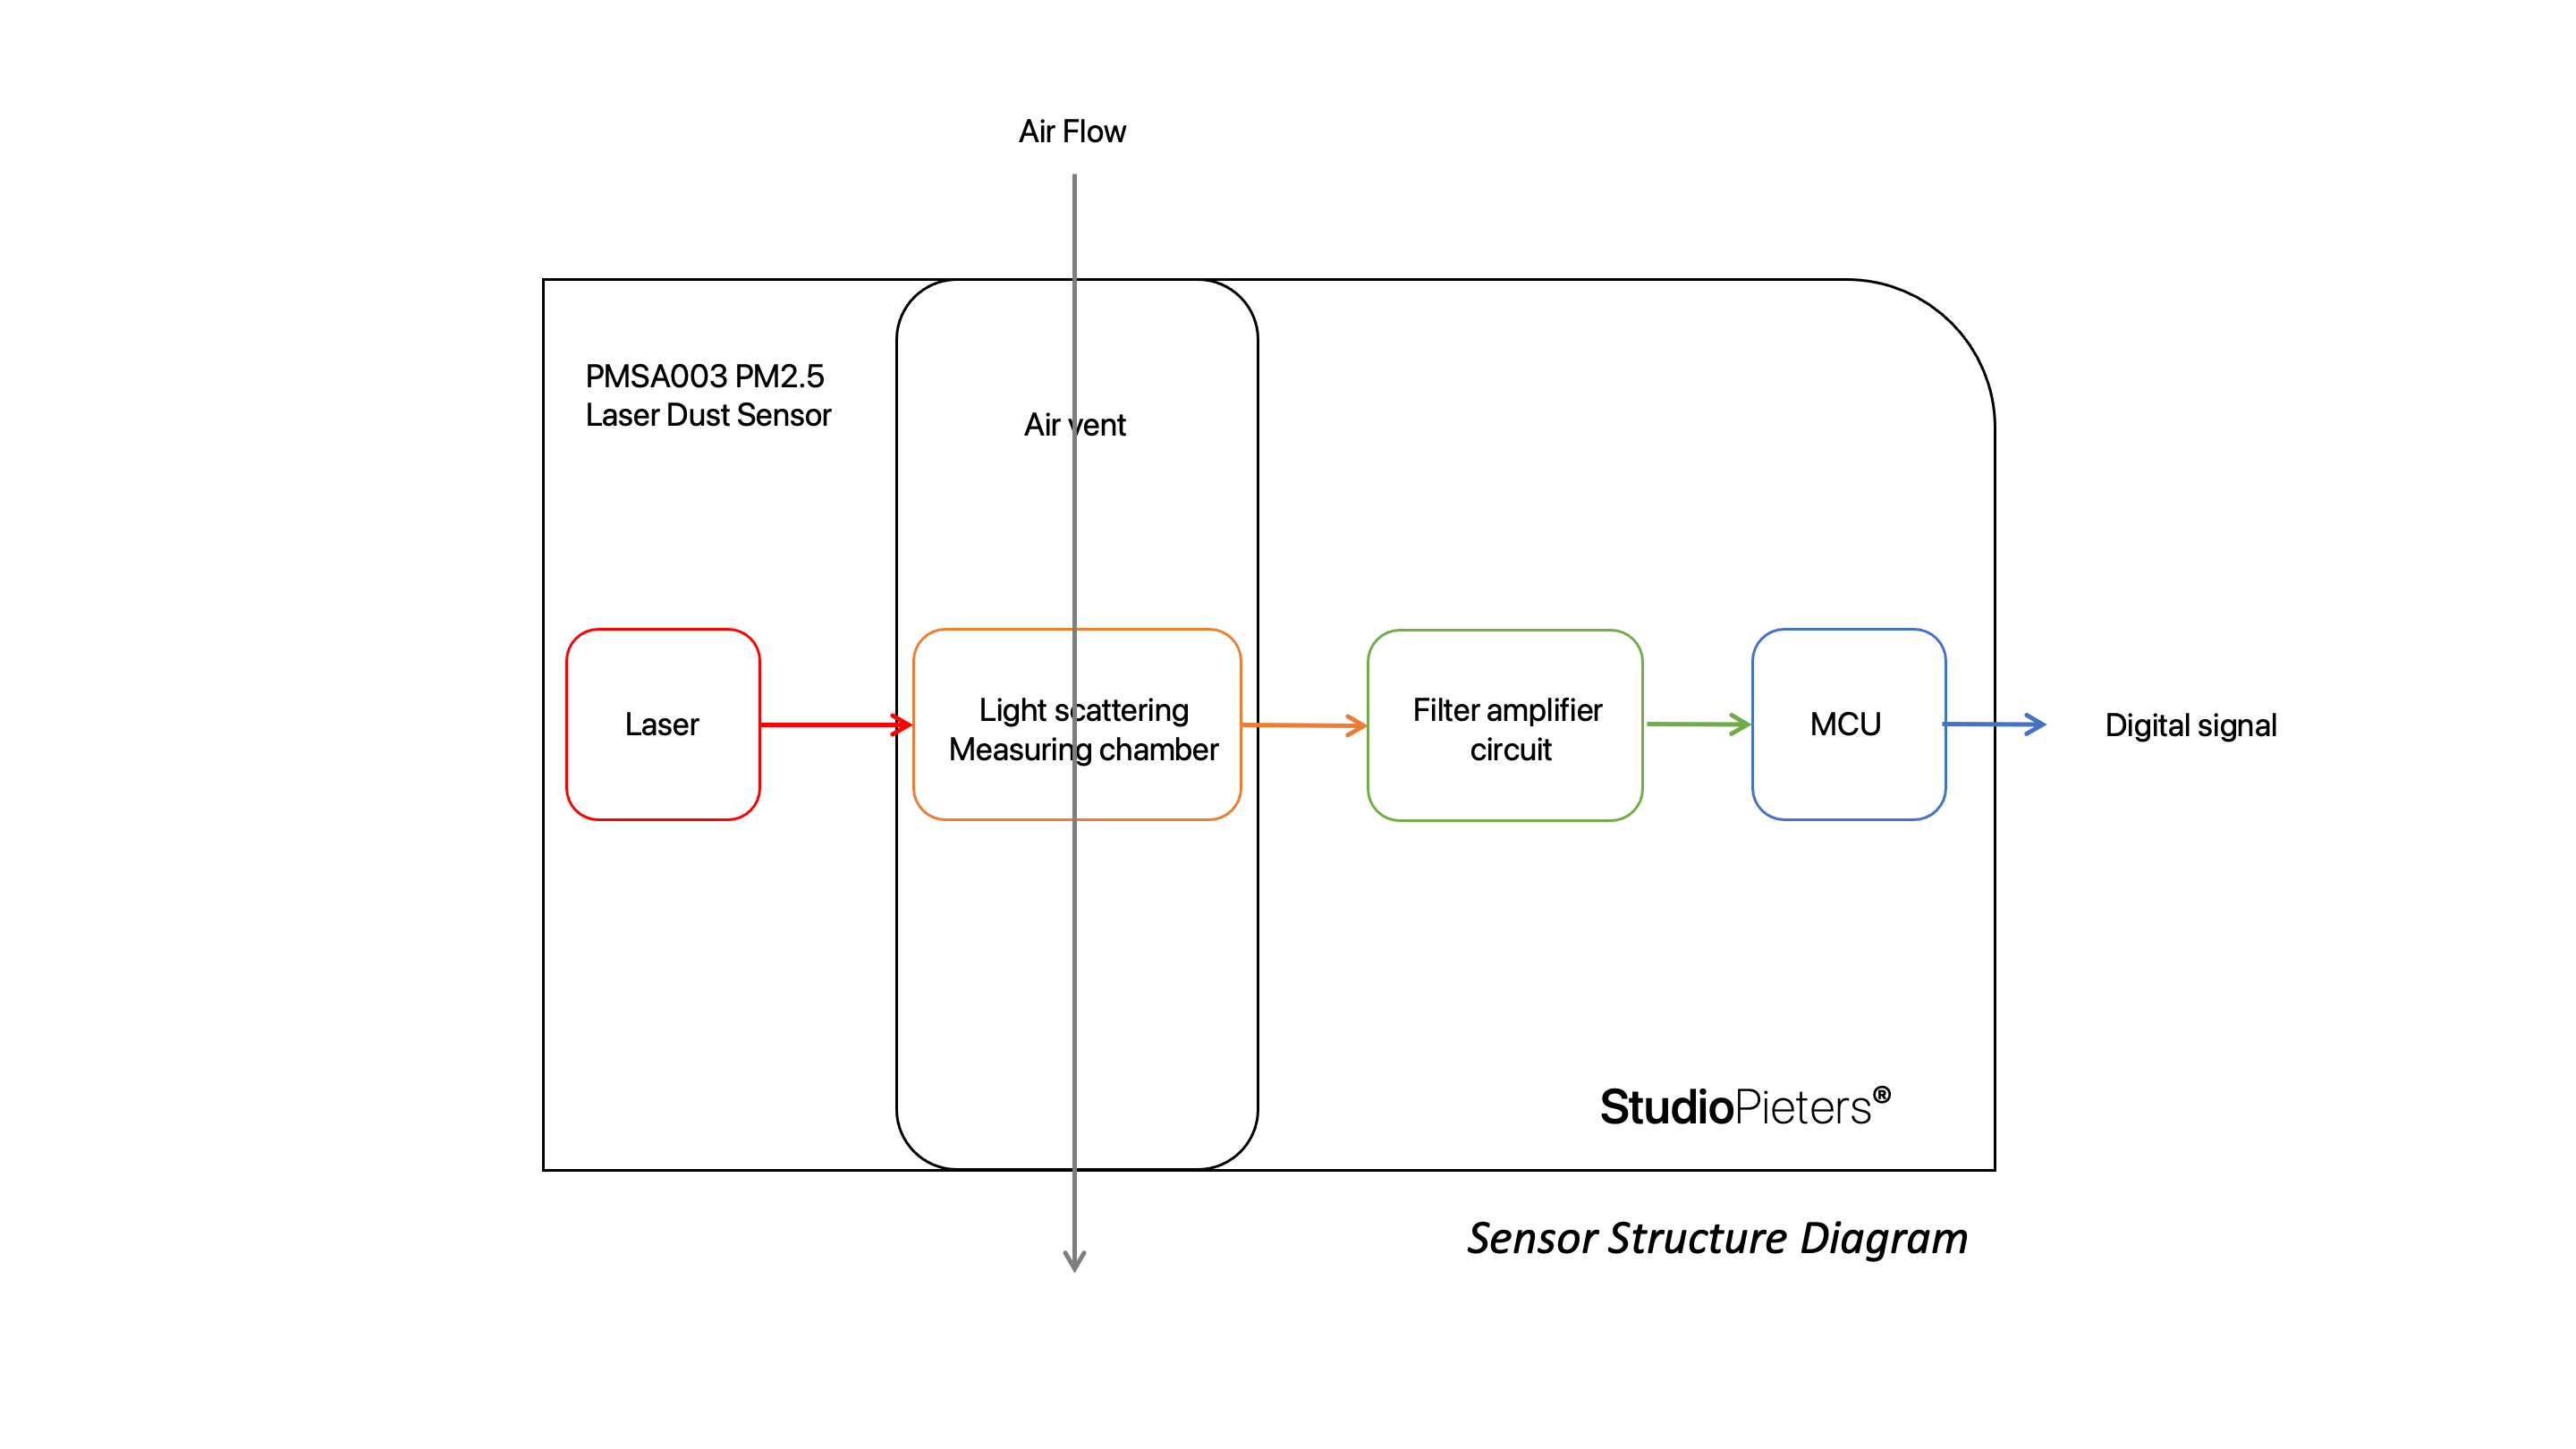 Air Flow
PMSA003 PM2.5
Laser Dust Sensor
Air vent
Laser
Light scattering
Measuring chamber
Filter amplifier
circuit
MCU
Digital signal
StudioPieters®
Sensor Structure Diagram